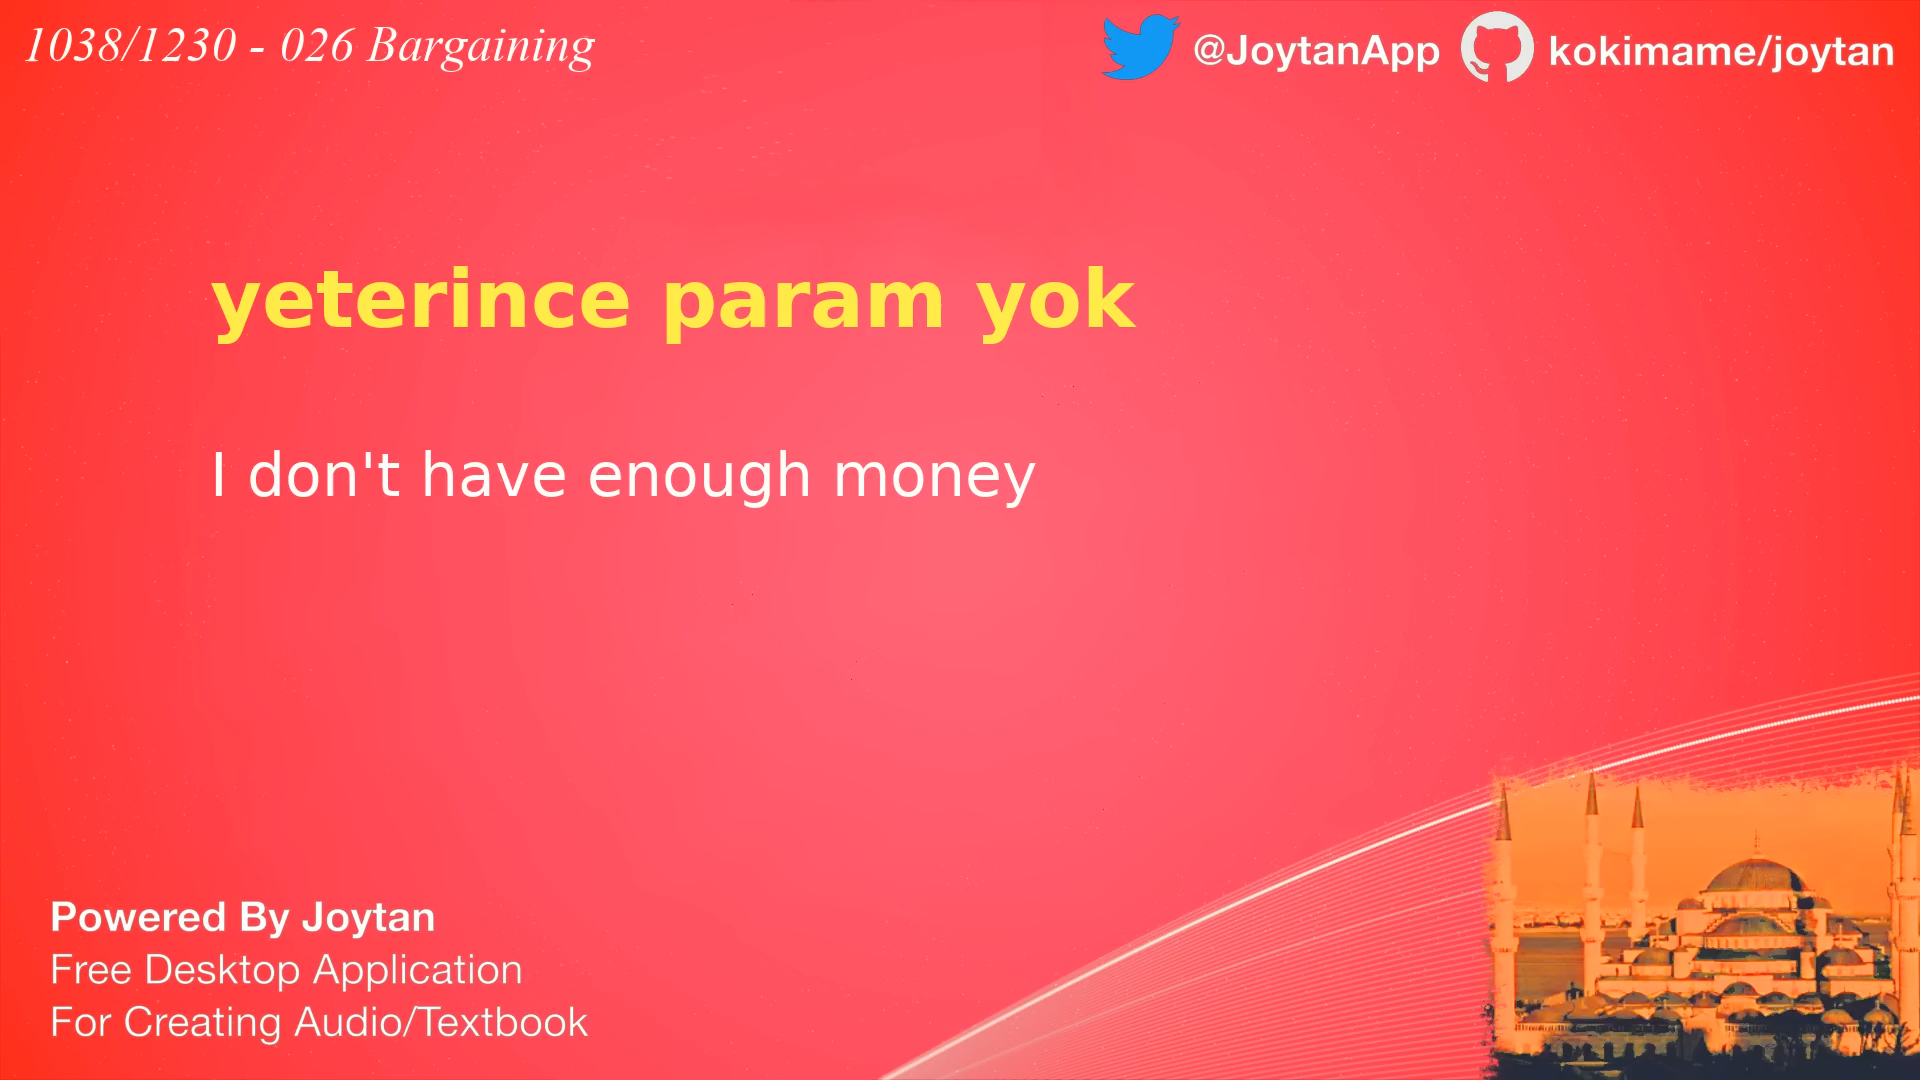 1038/1230 - 026 Bargaining
@JoytanApp
kokimame/joytan
yeterince param yok
I don't have enough money
Powered By Joytan
Free Desktop Application
For Creating Audio/Textbook